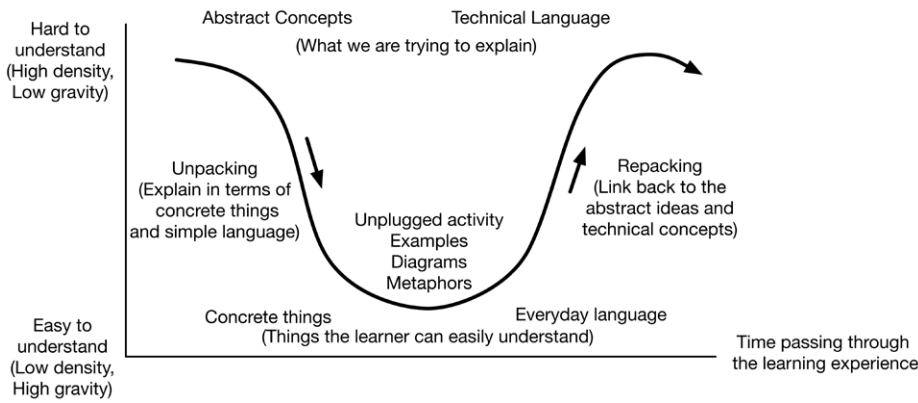 Abstract Concepts
Technical Language
(What we are trying to explain)
Hard to
understand
(High density,
Low gravity)
Unpacking
(Explain in terms of
concrete things
and simple language)
Unplugged activity
Examples
Diagrams
Metaphors
Repacking
(Link back to the
abstract ideas and
technical concepts)
Concrete things
Everyday language
(Things the learner can easily understand)
Easy to
understand
(Low density,
High gravity)
Time passing through
the learning experience